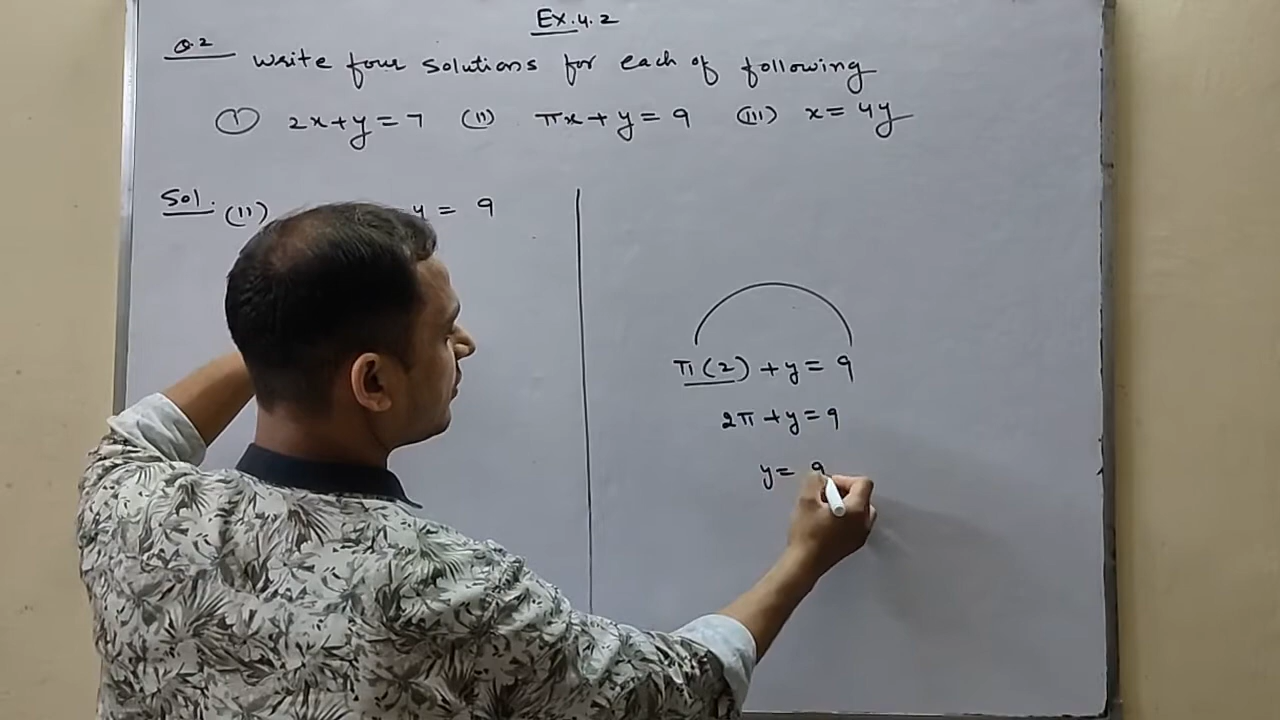 Ex.4.2
Q.2 Write four solutions for each of following
(I) 2x+y=7 (II) πx+y=9 (III) x=4y
Sol. (II) y = 9
π(2) + y = 9
2π + y = 9
y = 9